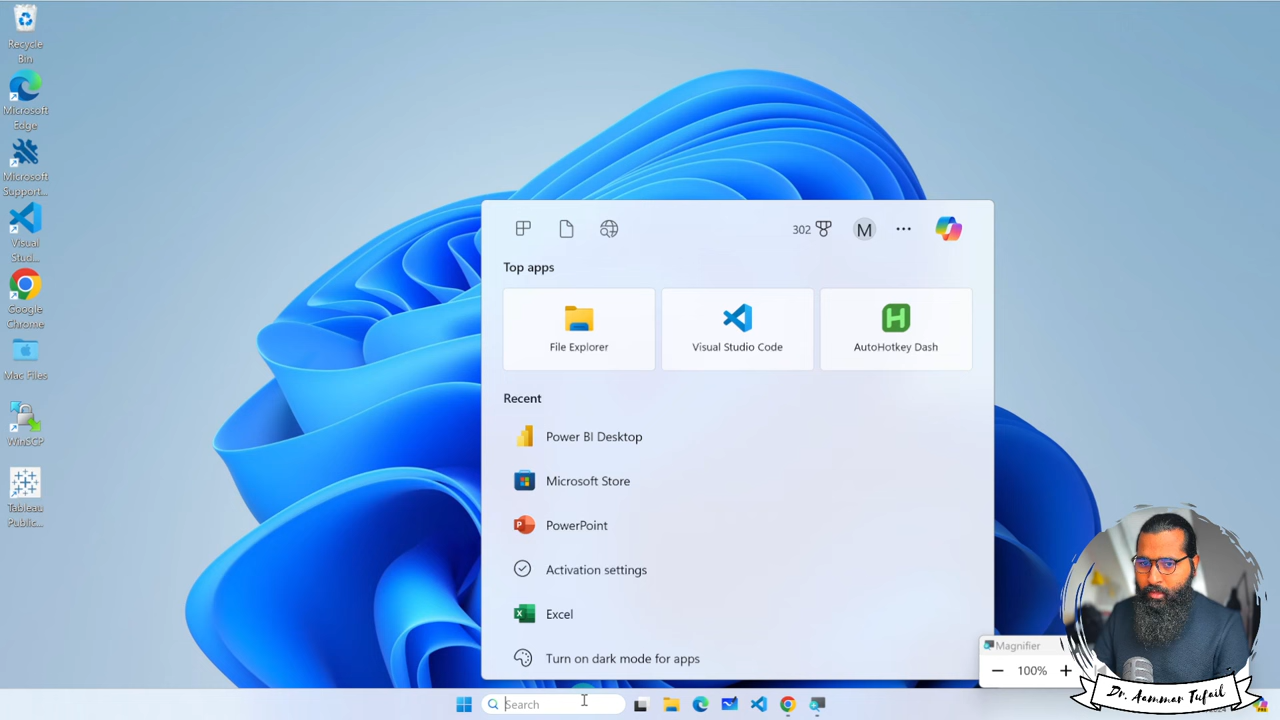 Recycle
Bin
Microsoft
Edge
Microsoft
Support...
Visual
Stud...
Google
Chrome
Mac Files
WinSCP
Tableau
Public...
302
M
Top apps
File Explorer
Visual Studio Code
AutoHotkey Dash
Recent
Power BI Desktop
Microsoft Store
PowerPoint
Activation settings
Excel
Turn on dark mode for apps
Magnifier
100%
Search
Dr. Aammar Tufail